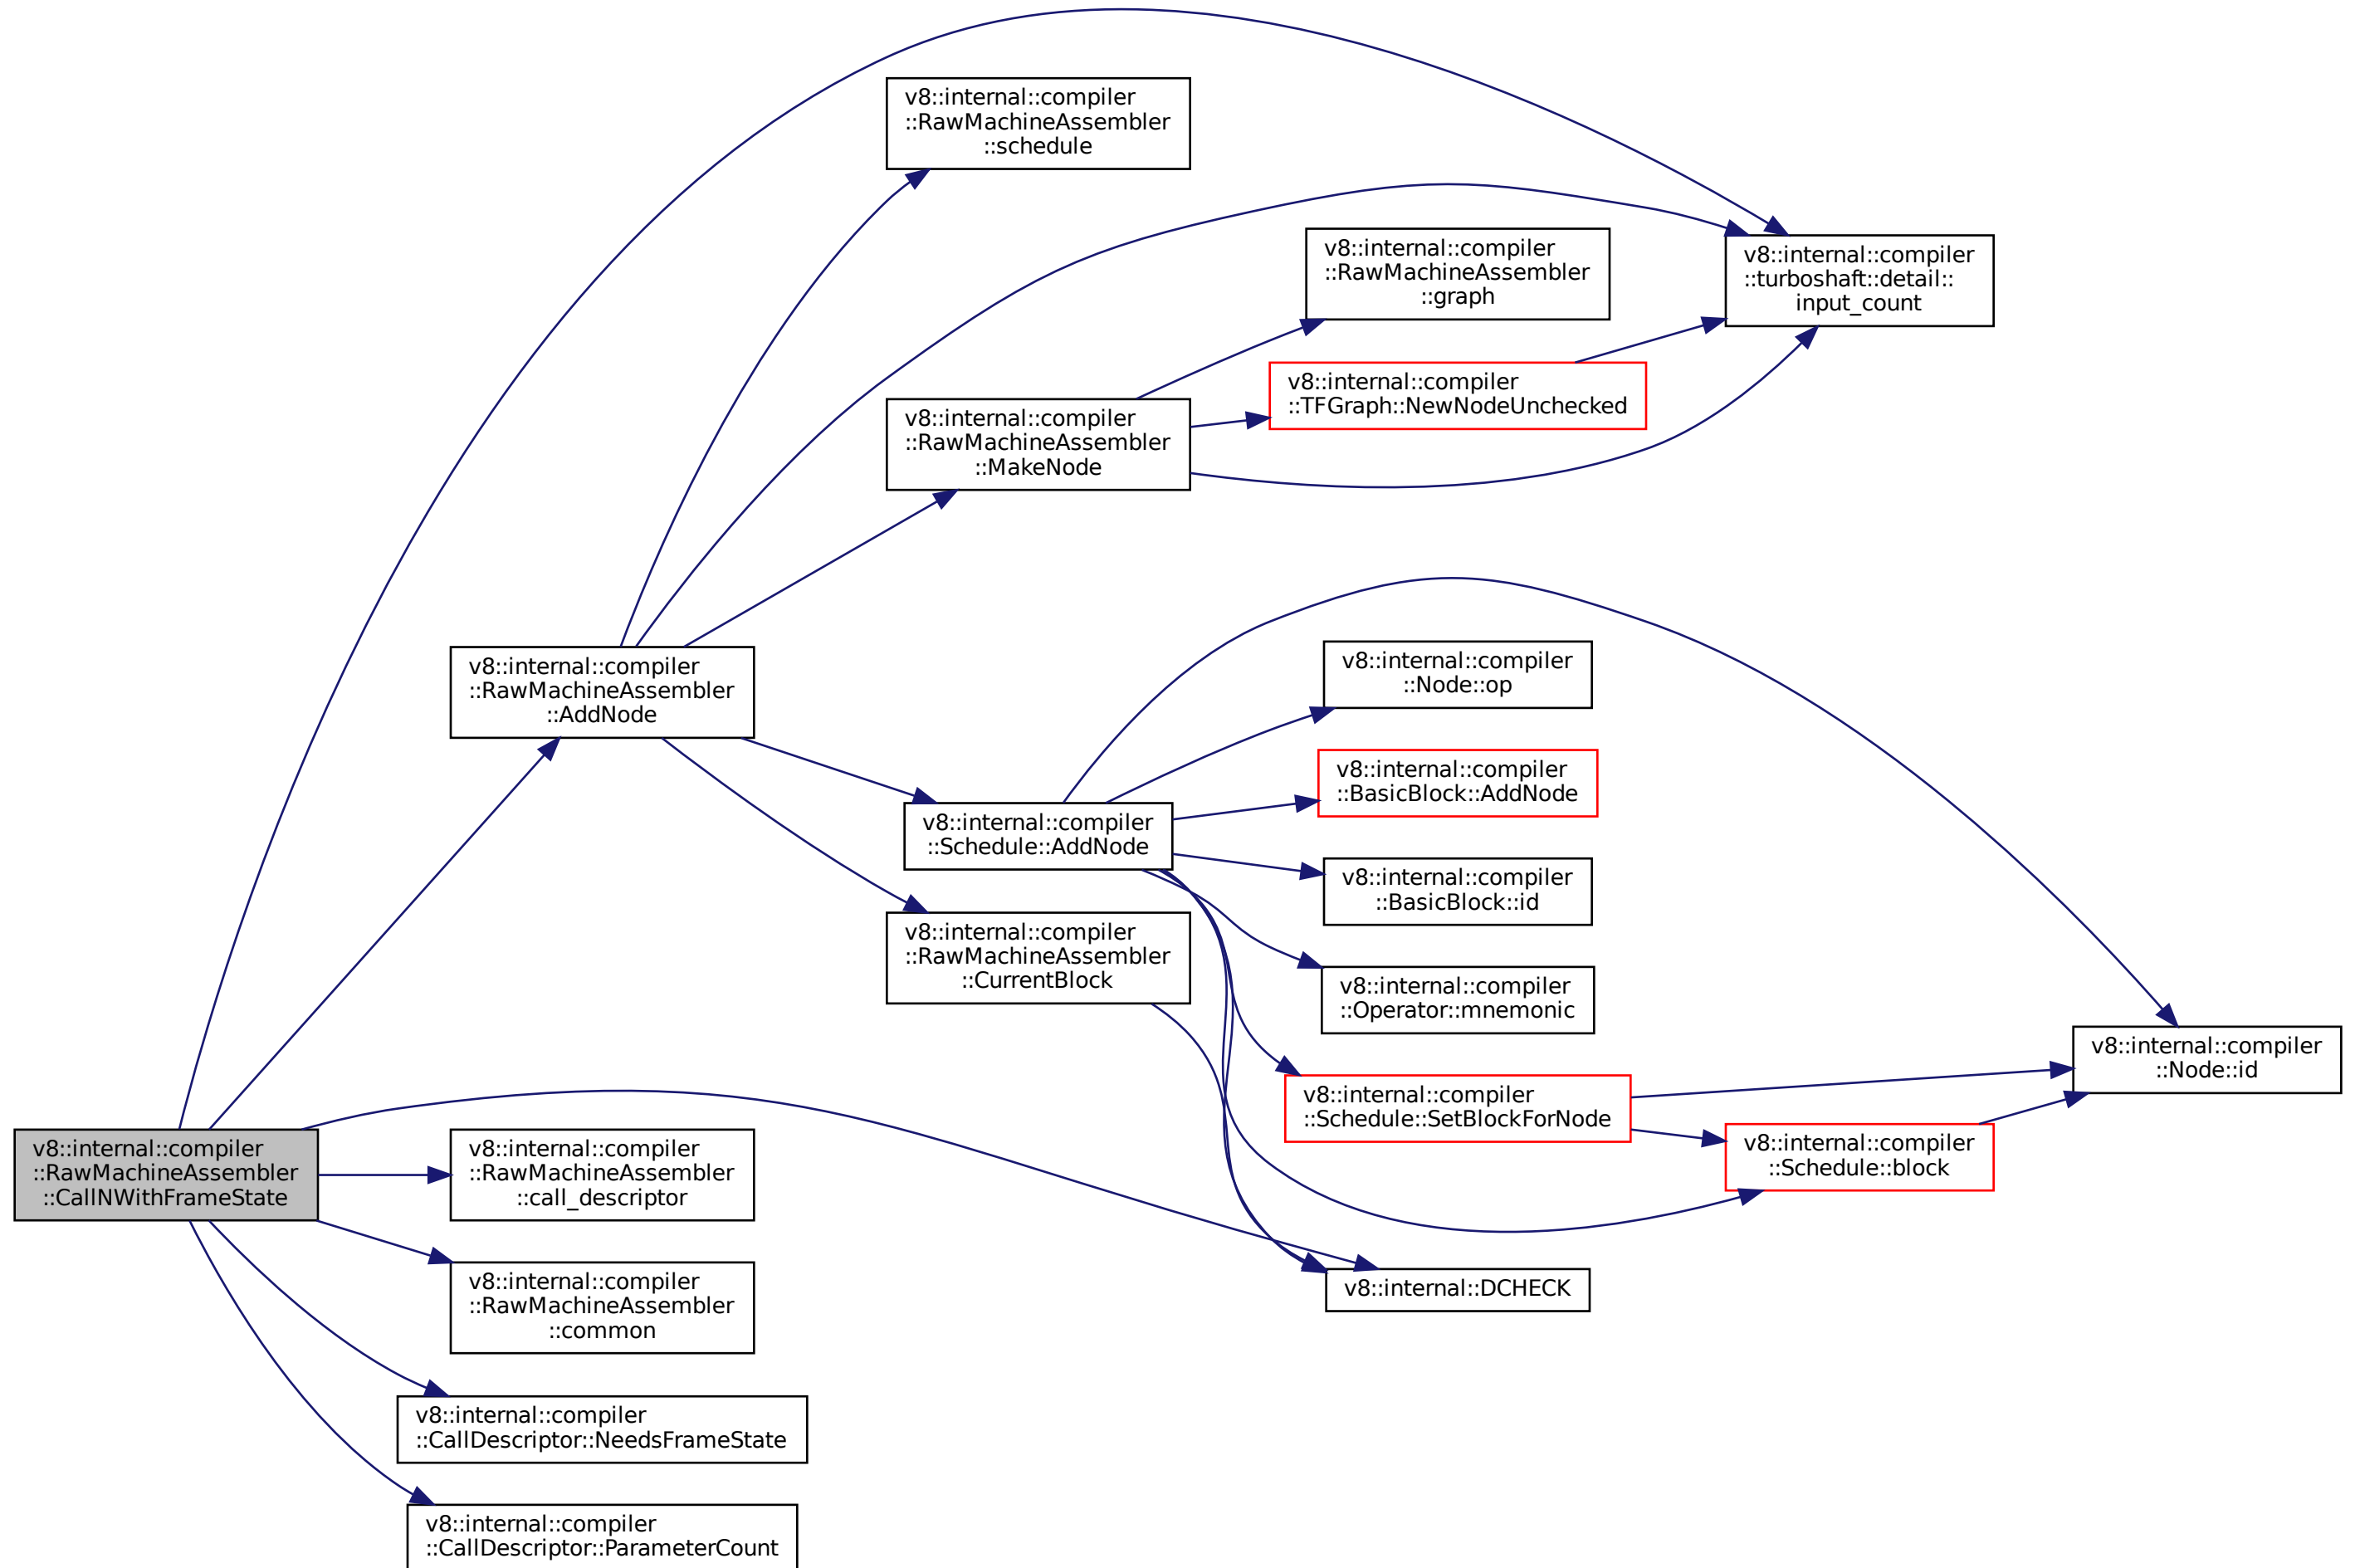 v8::internal::compiler
::RawMachineAssembler
::CallNWithFrameState
v8::internal::compiler
::RawMachineAssembler
::AddNode
v8::internal::compiler
::RawMachineAssembler
::call_descriptor
v8::internal::compiler
::RawMachineAssembler
::common
v8::internal::compiler
::CallDescriptor::NeedsFrameState
v8::internal::compiler
::CallDescriptor::ParameterCount
v8::internal::compiler
::RawMachineAssembler
::schedule
v8::internal::compiler
::RawMachineAssembler
::MakeNode
v8::internal::compiler
::Schedule::AddNode
v8::internal::compiler
::RawMachineAssembler
::CurrentBlock
v8::internal::compiler
::RawMachineAssembler
::graph
v8::internal::compiler
::TFGraph::NewNodeUnchecked
v8::internal::compiler
::Node::op
v8::internal::compiler
::BasicBlock::AddNode
v8::internal::compiler
::BasicBlock::id
v8::internal::compiler
::Operator::mnemonic
v8::internal::compiler
::Schedule::SetBlockForNode
v8::internal::DCHECK
v8::internal::compiler
::turboshaft::detail::
input_count
v8::internal::compiler
::Schedule::block
v8::internal::compiler
::Node::id